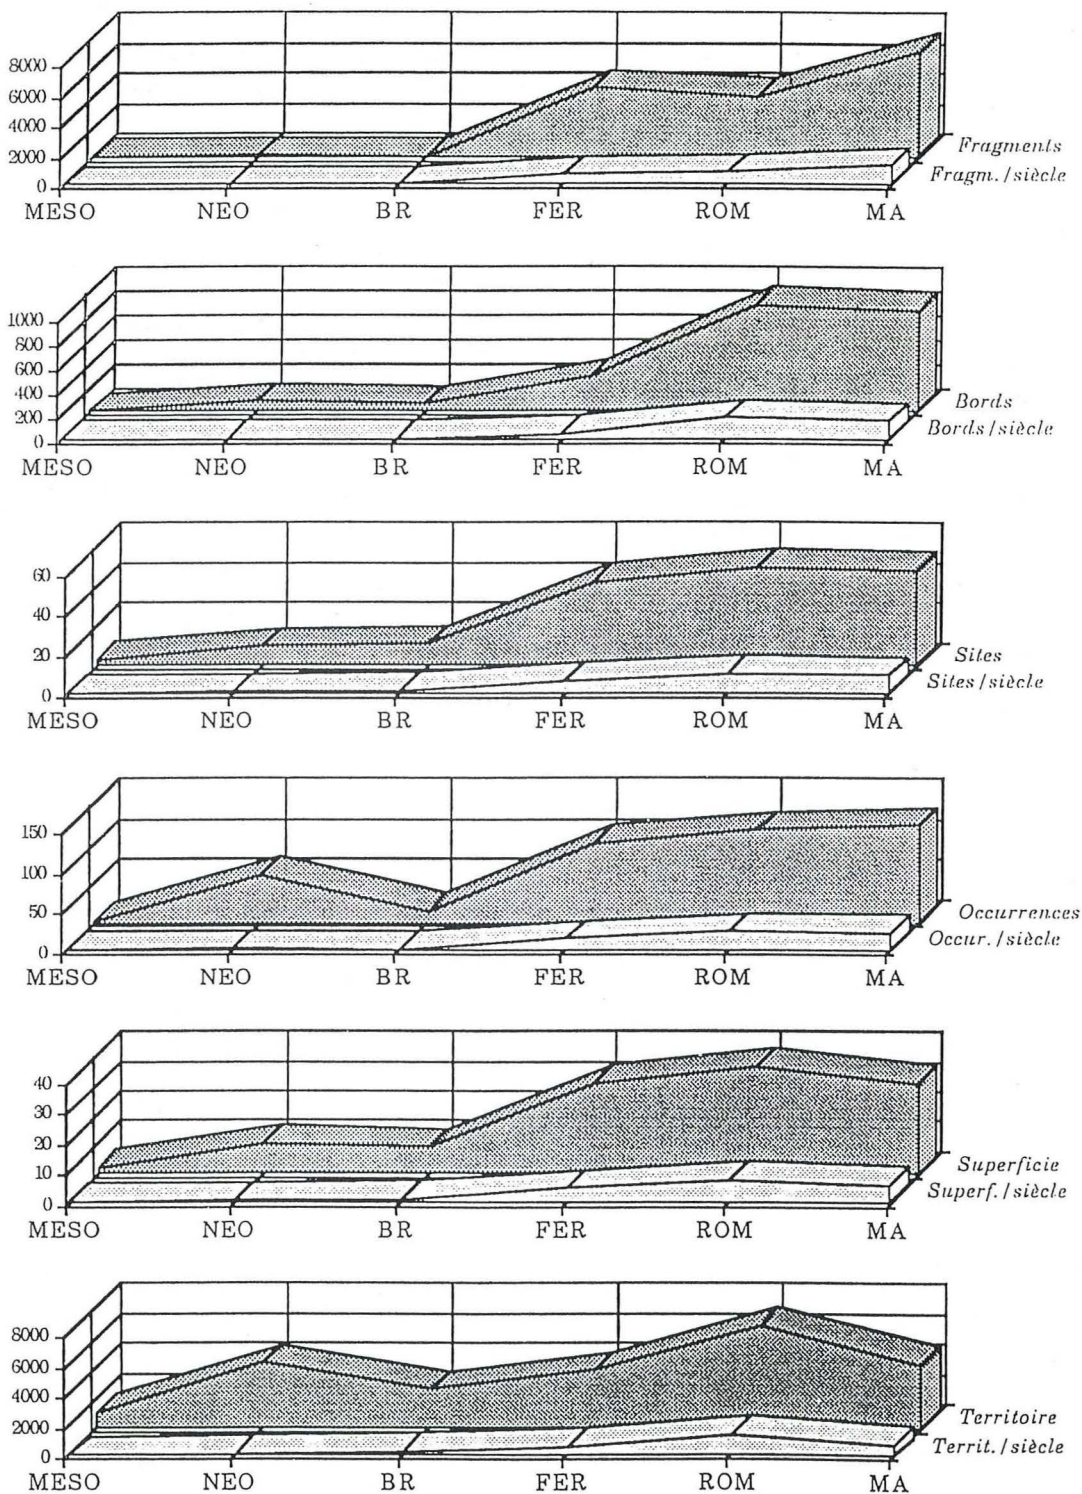 8000
6000
4000
2000
0
MESO NEO BR FER ROM MA
Fragments
Fragm./siècle
1000
800
600
400
200
0
MESO NEO BR FER ROM MA
Bords
Bords/siècle
60
40
20
0
MESO NEO BR FER ROM MA
Sites
Sites/siècle
150
100
50
0
MESO NEO BR FER ROM MA
Occurrences
Occur./siècle
40
30
20
10
0
MESO NEO BR FER ROM MA
Superficie
Superf./siècle
8000
6000
4000
2000
0
MESO NEO BR FER ROM MA
Territoire
Territ./siècle